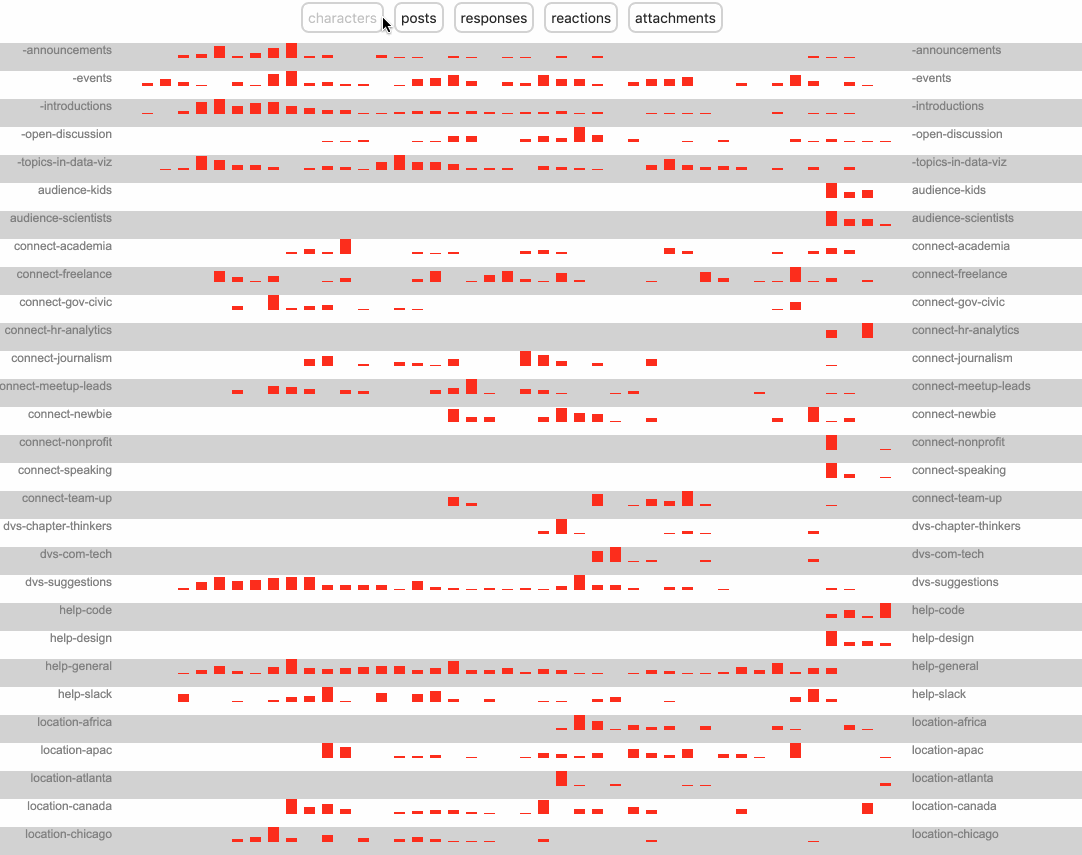 characters posts responses reactions attachments
-announcements -announcements
-events -events
-introductions -introductions
-open-discussion -open-discussion
-topics-in-data-viz -topics-in-data-viz
audience-kids audience-kids
audience-scientists audience-scientists
connect-academia connect-academia
connect-freelance connect-freelance
connect-gov-civic connect-gov-civic
connect-hr-analytics connect-hr-analytics
connect-journalism connect-journalism
onnect-meetup-leads connect-meetup-leads
connect-newbie connect-newbie
connect-nonprofit connect-nonprofit
connect-speaking connect-speaking
connect-team-up connect-team-up
dvs-chapter-thinkers dvs-chapter-thinkers
dvs-com-tech dvs-com-tech
dvs-suggestions dvs-suggestions
help-code help-code
help-design help-design
help-general help-general
help-slack help-slack
location-africa location-africa
location-apac location-apac
location-atlanta location-atlanta
location-canada location-canada
location-chicago location-chicago